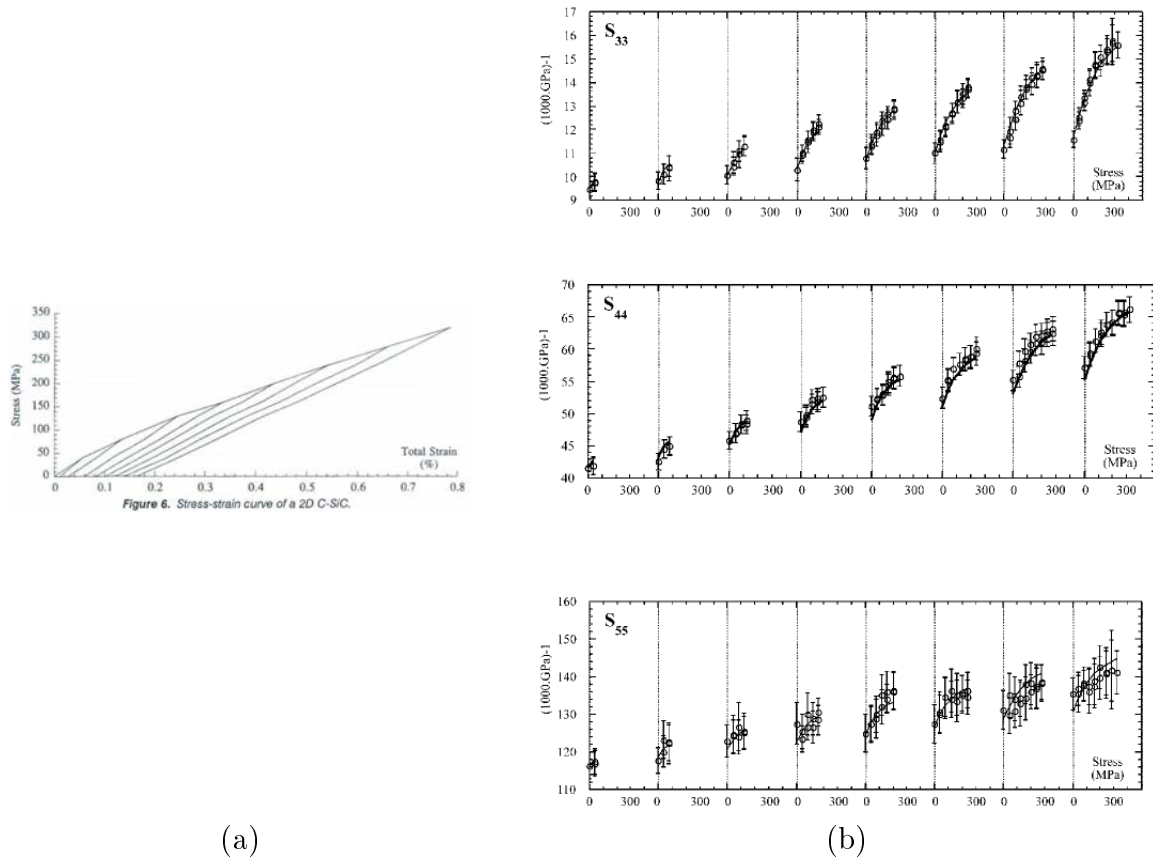 350
300
250
200
150
100
50
0
Stress (MPa)
Total Strain
(%)
0 0.1 0.2 0.3 0.4 0.5 0.6 0.7 0.8
Figure 6. Stress-strain curve of a 2D C-SiC.
(a)
S33
17
16
15
14
13
12
11
10
9
(1000.GPa)-1
Stress
(MPa)
0 300 0 300 0 300 0 300 0 300 0 300 0 300 0 300
S44
70
65
60
55
50
45
40
(1000.GPa)-1
Stress
(MPa)
0 300 0 300 0 300 0 300 0 300 0 300 0 300 0 300
S55
160
150
140
130
120
110
(1000.GPa)-1
Stress
(MPa)
0 300 0 300 0 300 0 300 0 300 0 300 0 300 0 300
(b)